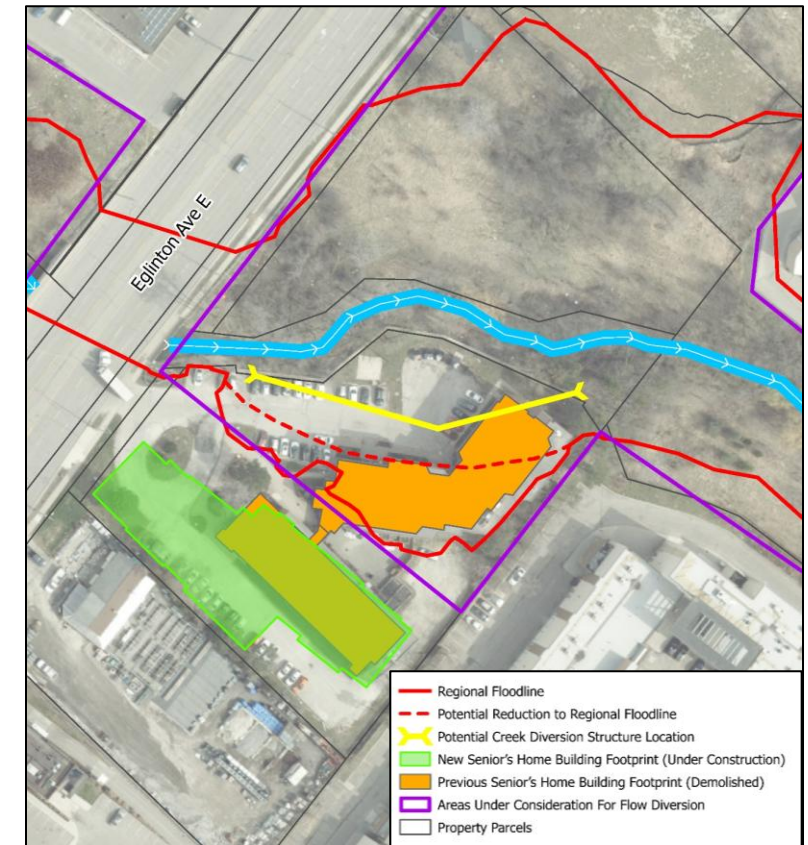 Eglinton Ave E
Regional Floodline
Potential Reduction to Regional Floodline
Potential Creek Diversion Structure Location
New Senior's Home Building Footprint (Under Construction)
Previous Senior's Home Building Footprint (Demolished)
Areas Under Consideration For Flow Diversion
Property Parcels